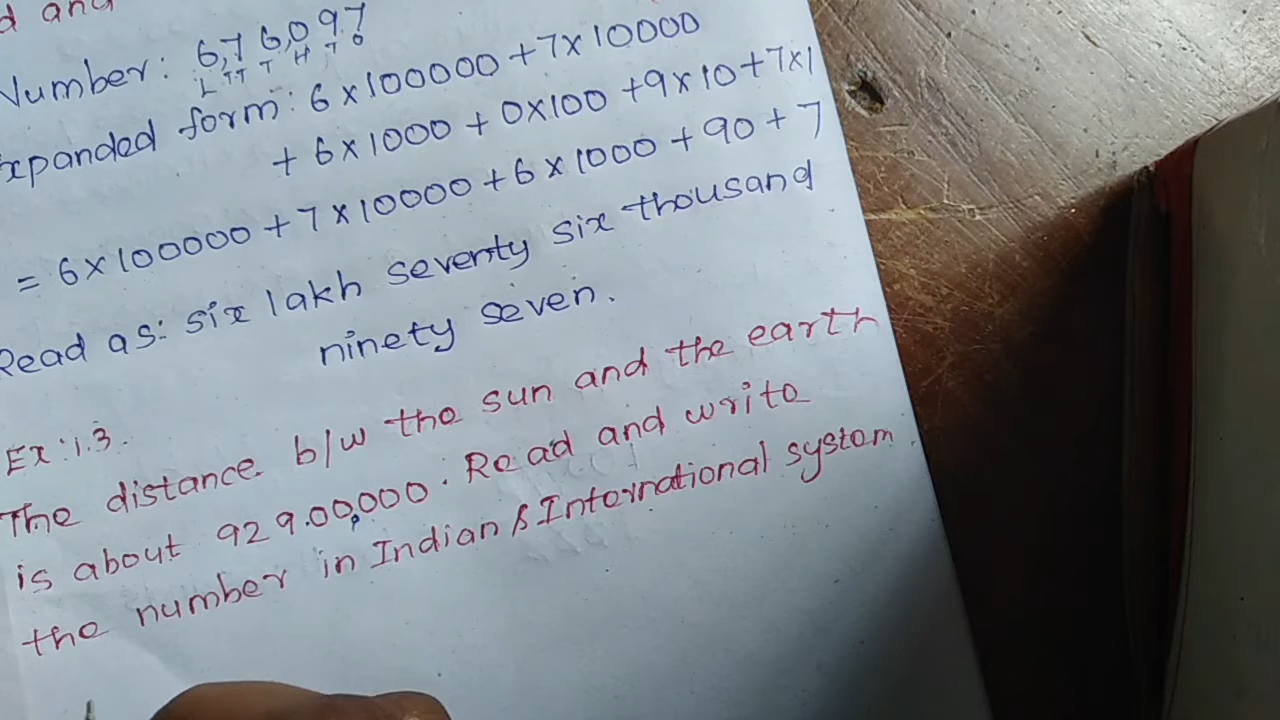 d and
Number: 6,76,097
L TT T H T O
xpanded form: 6×100000+7×10000
+ 6×1000 + 0×100 +9×10+7×1
= 6×100000+7×10000+6×1000+90+7
Read as: six lakh seventy six thousand
ninety seven.
Ex:1.3.
The distance b/w the sun and the earth
is about 929.00,000. Read and write
the number in Indian & International system.